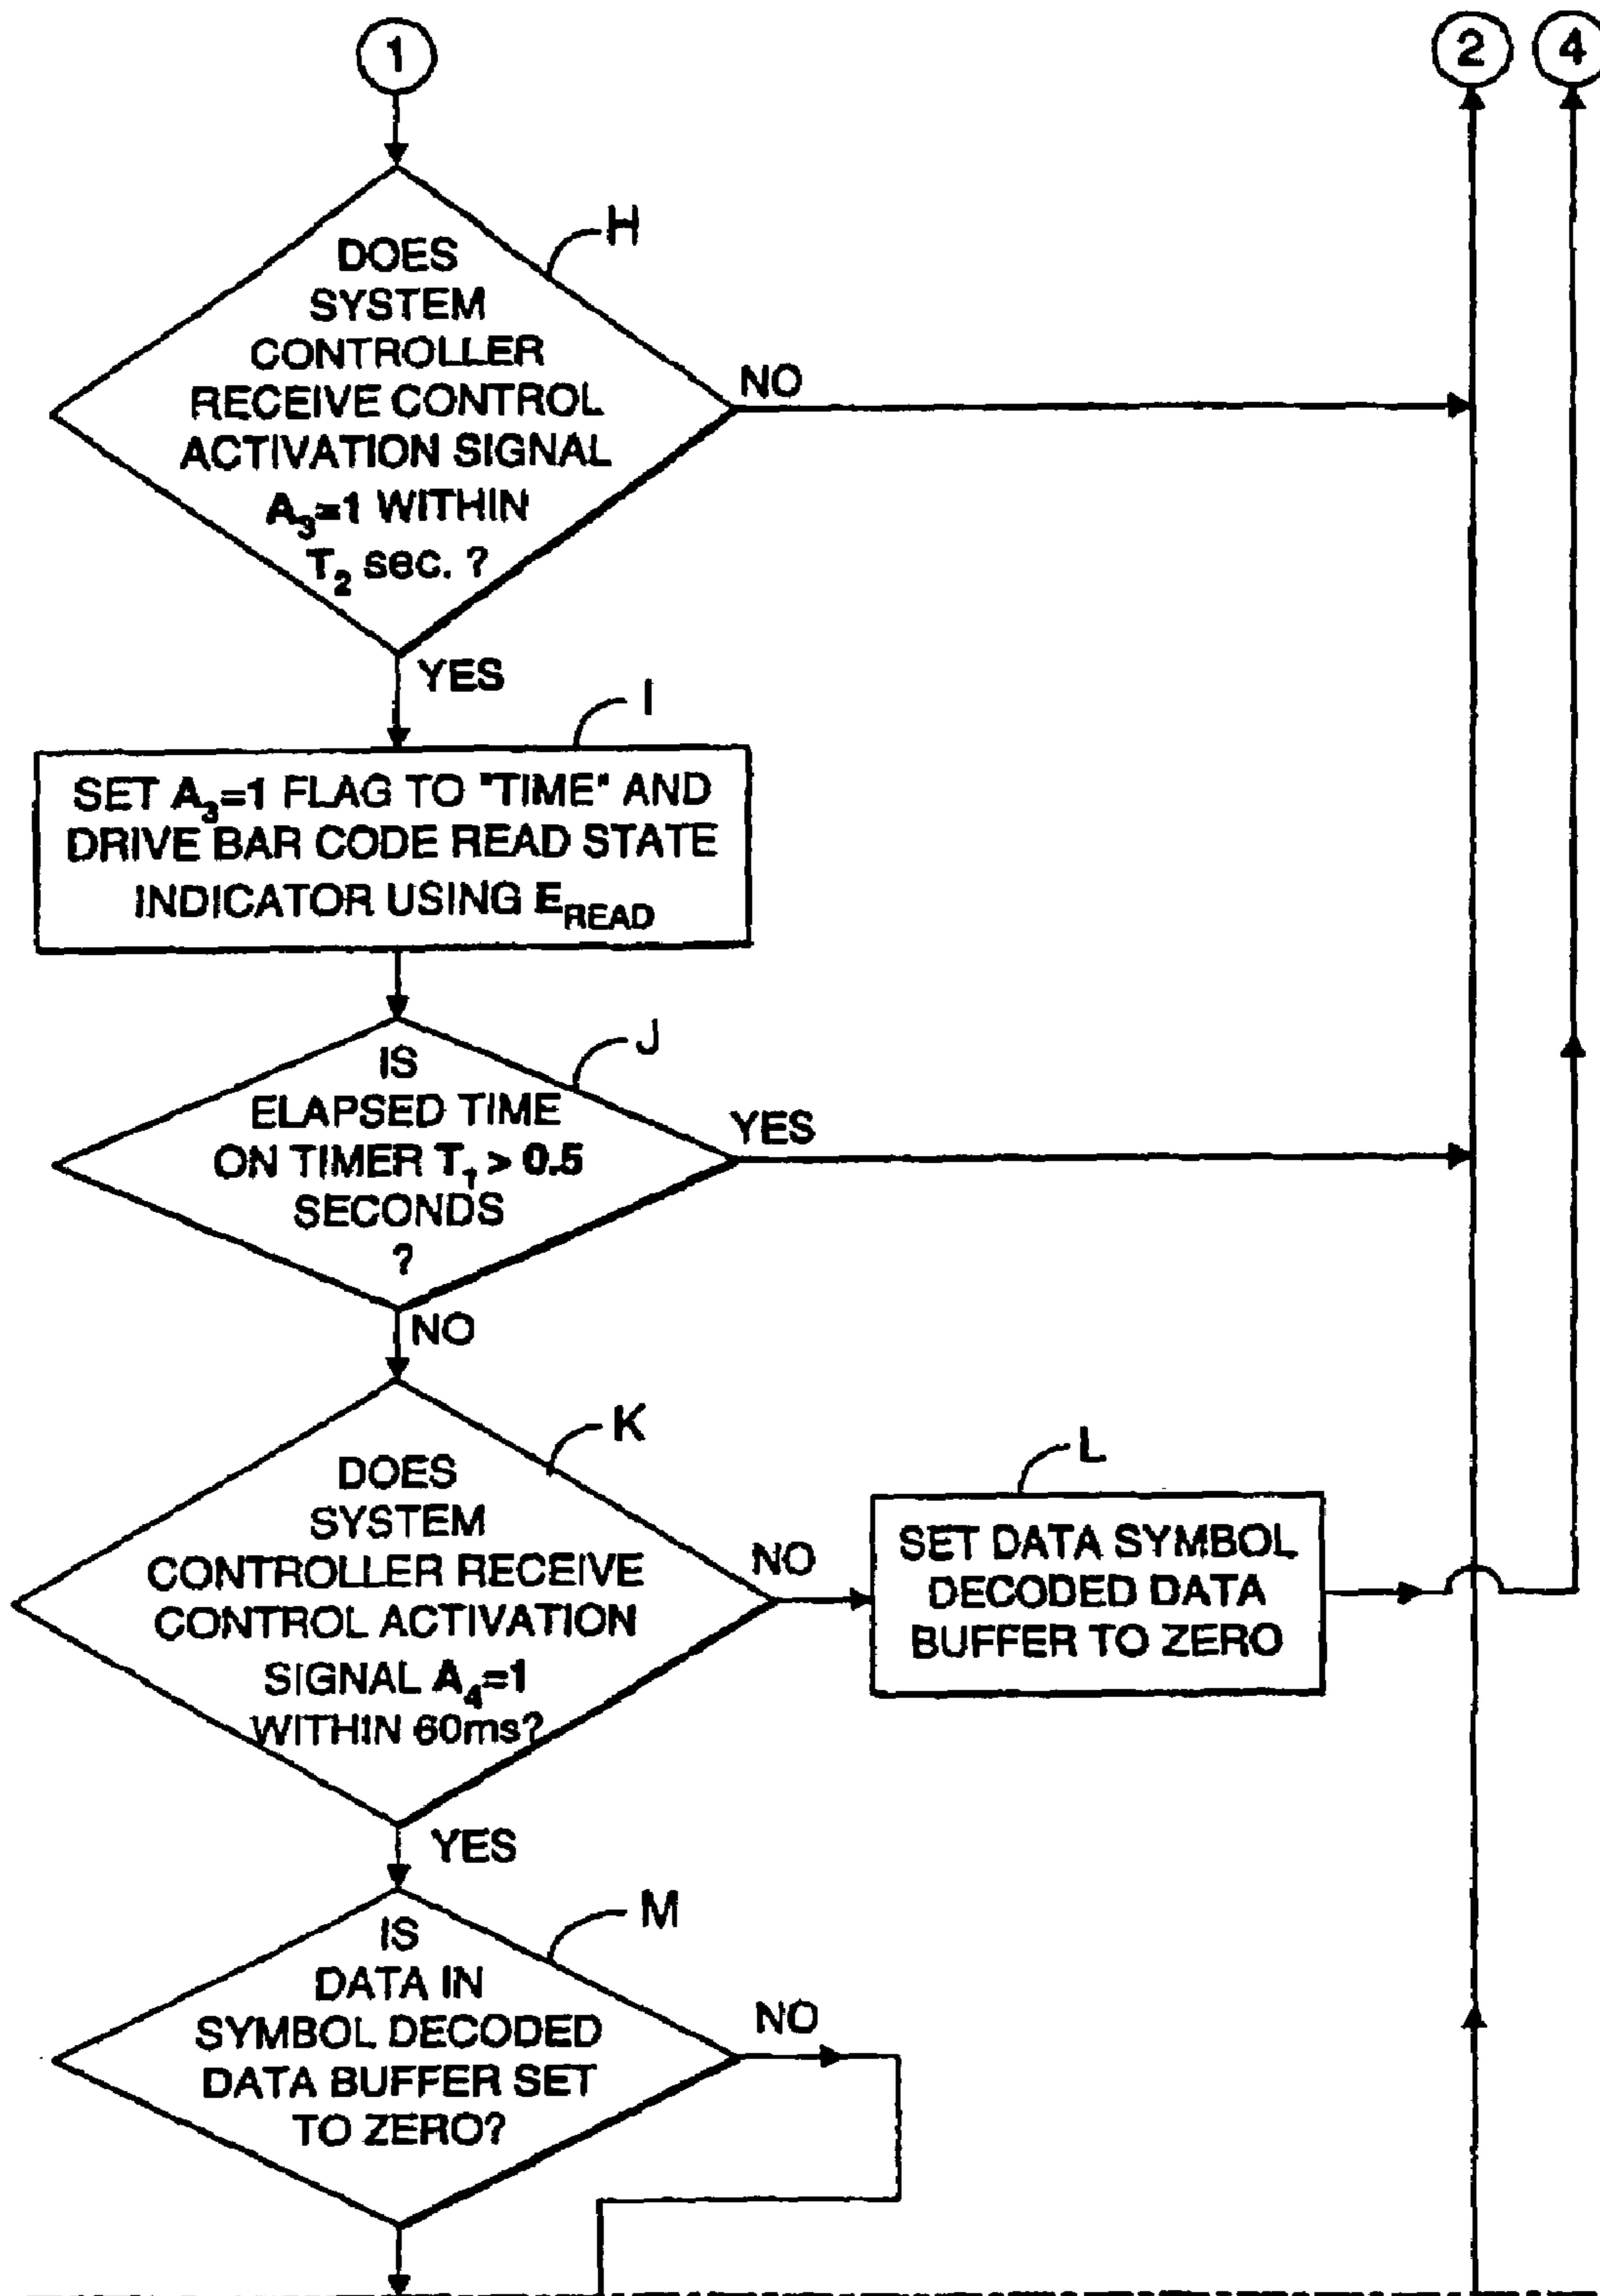 1
2
4
H
DOES
SYSTEM
CONTROLLER
RECEIVE CONTROL
ACTIVATION SIGNAL
A3=1 WITHIN
T2 sec. ?
NO
YES
I
SET A3=1 FLAG TO "TIME" AND
DRIVE BAR CODE READ STATE
INDICATOR USING EREAD
J
IS
ELAPSED TIME
ON TIMER T1 > 0.5
SECONDS
?
YES
NO
K
DOES
SYSTEM
CONTROLLER RECEIVE
CONTROL ACTIVATION
SIGNAL A4=1
WITHIN 60ms?
NO
L
SET DATA SYMBOL
DECODED DATA
BUFFER TO ZERO
YES
M
IS
DATA IN
SYMBOL DECODED
DATA BUFFER SET
TO ZERO?
NO